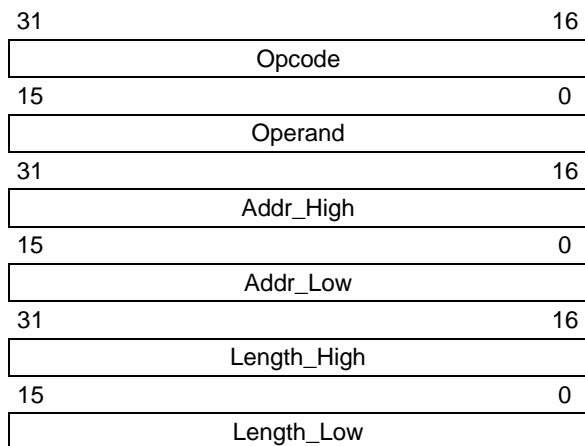 31 16
Opcode
15 0
Operand
31 16
Addr_High
15 0
Addr_Low
31 16
Length_High
15 0
Length_Low